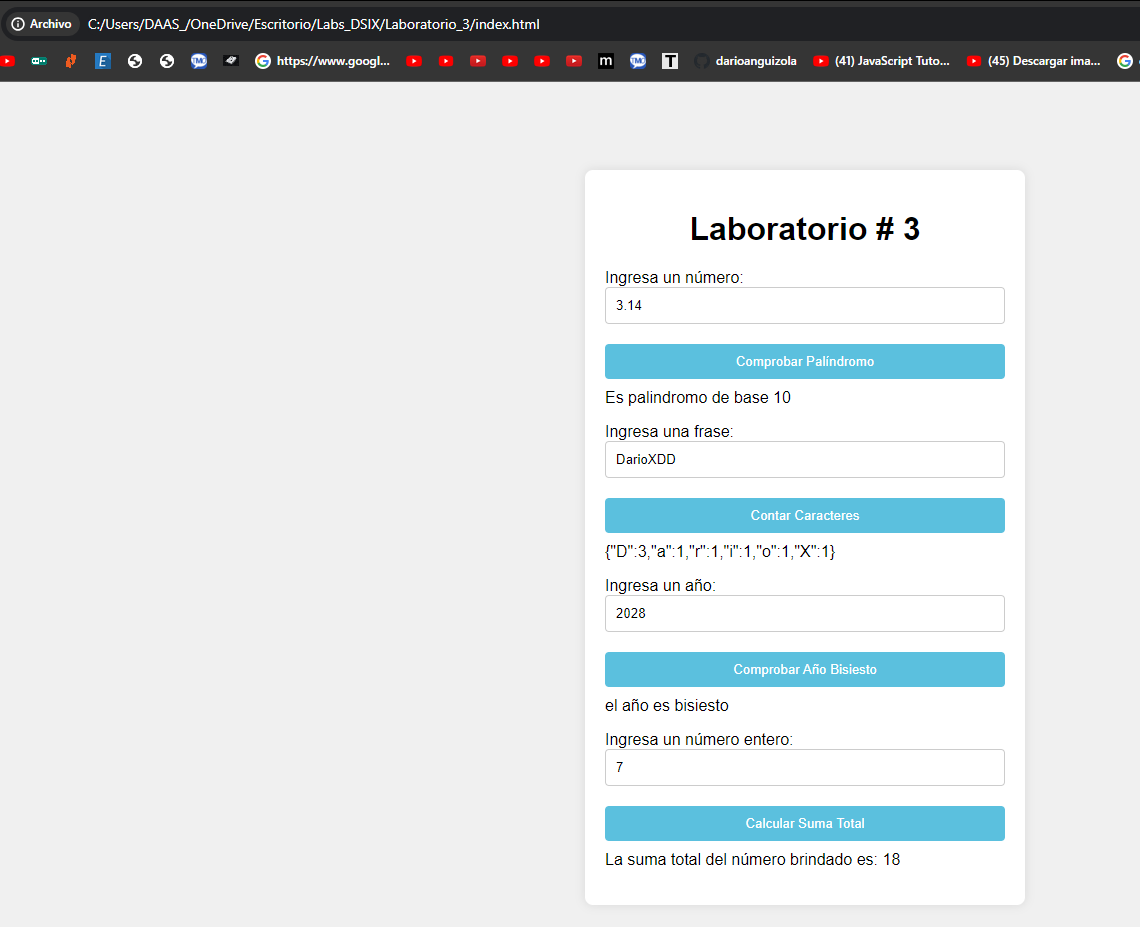 Archivo C:/Users/DAAS_/OneDrive/Escritorio/Labs_DSIX/Laboratorio_3/index.html
E TMC https://www.googl... m TMC T darioanguizola (41) JavaScript Tuto... (45) Descargar ima...
Laboratorio # 3
Ingresa un número:
3.14
Comprobar Palíndromo
Es palindromo de base 10
Ingresa una frase:
DarioXDD
Contar Caracteres
{"D":3,"a":1,"r":1,"i":1,"o":1,"X":1}
Ingresa un año:
2028
Comprobar Año Bisiesto
el año es bisiesto
Ingresa un número entero:
7
Calcular Suma Total
La suma total del número brindado es: 18